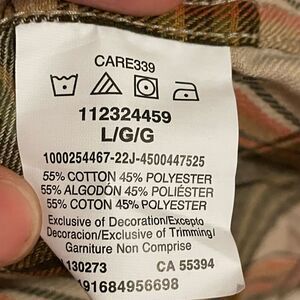 CARE339
112324459
L/G/G
1000254467-22J-4500447525
55% COTTON 45% POLYESTER
55% ALGODÓN 45% POLIÉSTER
55% COTON 45% POLYESTER
Exclusive of Decoration/Excepto
Decoracion/Exclusive of Trimming/
Garniture Non Comprise
130273 CA 55394
191684956698